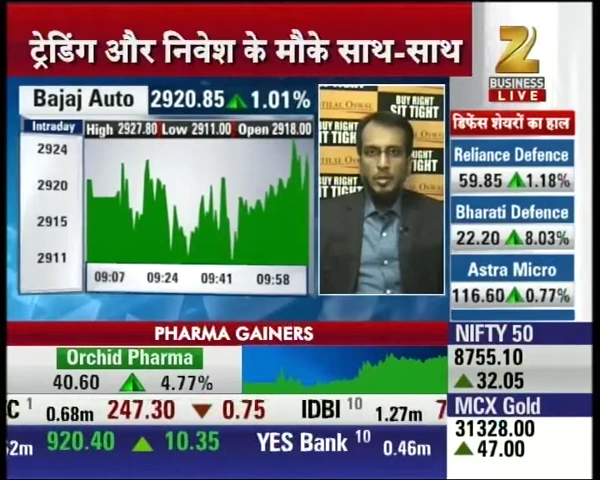 ट्रेडिंग और निवेश के मौके साथ-साथ
Z
BUSINESS
LIVE
Bajaj Auto 2920.85 1.01%
Intraday High 2927.80 Low 2911.00 Open 2918.00
2924
2920
2915
2911
09:07 09:24 09:41 09:58
BUY RIGHT
SIT TIGHT
डिफेंस शेयरों का हाल
Reliance Defence
59.85 1.18%
Bharati Defence
22.20 8.03%
Astra Micro
116.60 0.77%
PHARMA GAINERS
Orchid Pharma
40.60 4.77%
NIFTY 50
8755.10
32.05
MCX Gold
31328.00
47.00
C 1 0.68m 247.30 0.75 IDBI 10 1.27m 7
2m 920.40 10.35 YES Bank 10 0.46m